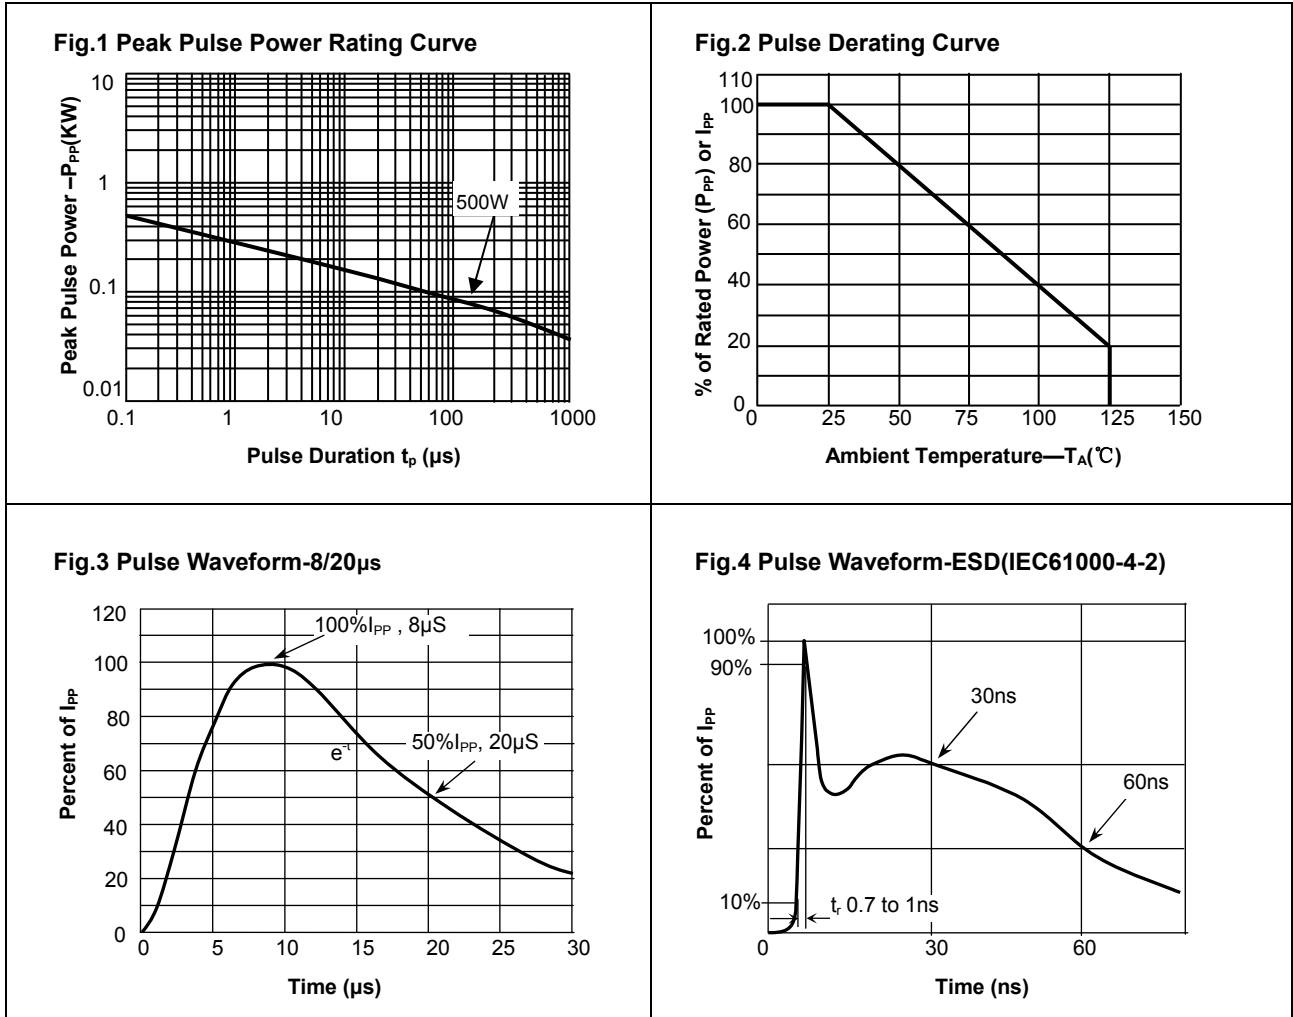 Fig.1 Peak Pulse Power Rating Curve
Peak Pulse Power –PPP(KW)
10
1
0.1
0.01
500W
0.1 1 10 100 1000
Pulse Duration tp (µs)
Fig.2 Pulse Derating Curve
% of Rated Power (PPP) or IPP
110
100
80
60
40
20
0
0 25 50 75 100 125 150
Ambient Temperature—TA(℃)
Fig.3 Pulse Waveform-8/20µs
Percent of IPP
120
100
80
60
40
20
0
100%IPP , 8µS
e-t
50%IPP, 20µS
0 5 10 15 20 25 30
Time (µs)
Fig.4 Pulse Waveform-ESD(IEC61000-4-2)
Percent of IPP
100%
90%
10%
30ns
60ns
tr 0.7 to 1ns
0 30 60
Time (ns)